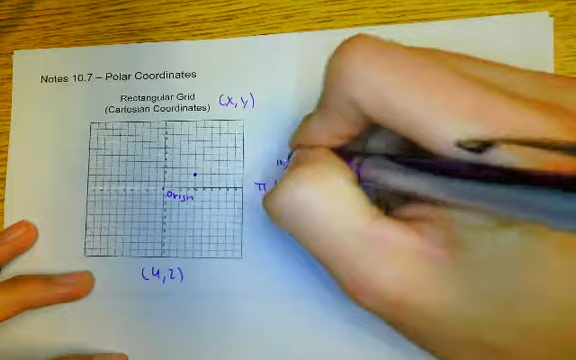 Notes 10.7 – Polar Coordinates
Rectangular Grid
(Cartesian Coordinates) (x,y)
π
Origin
(4,2)